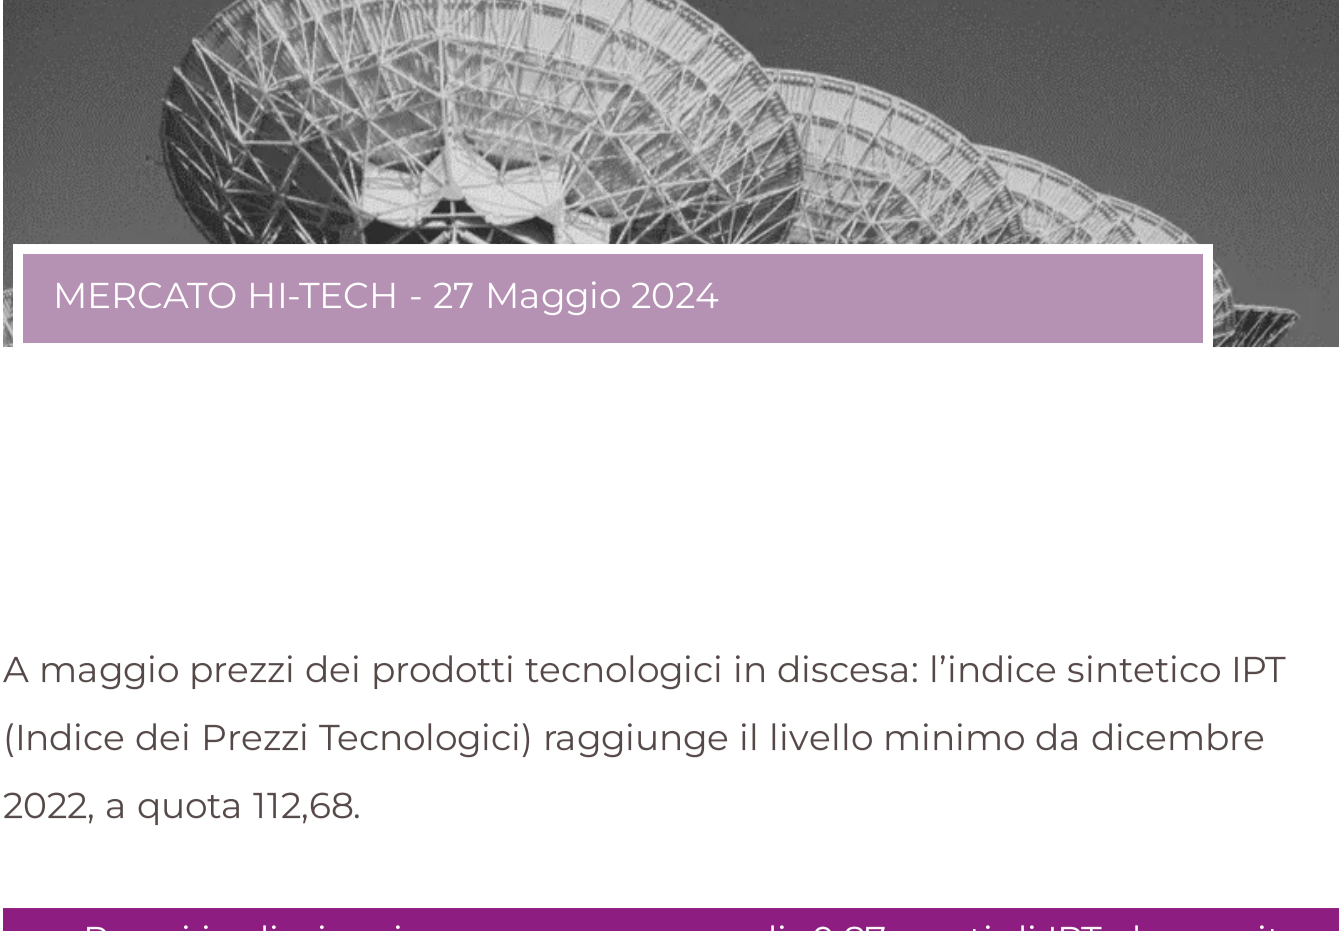 MERCATO HI-TECH - 27 Maggio 2024
A maggio prezzi dei prodotti tecnologici in discesa: l’indice sintetico IPT
(Indice dei Prezzi Tecnologici) raggiunge il livello minimo da dicembre
2022, a quota 112,68.